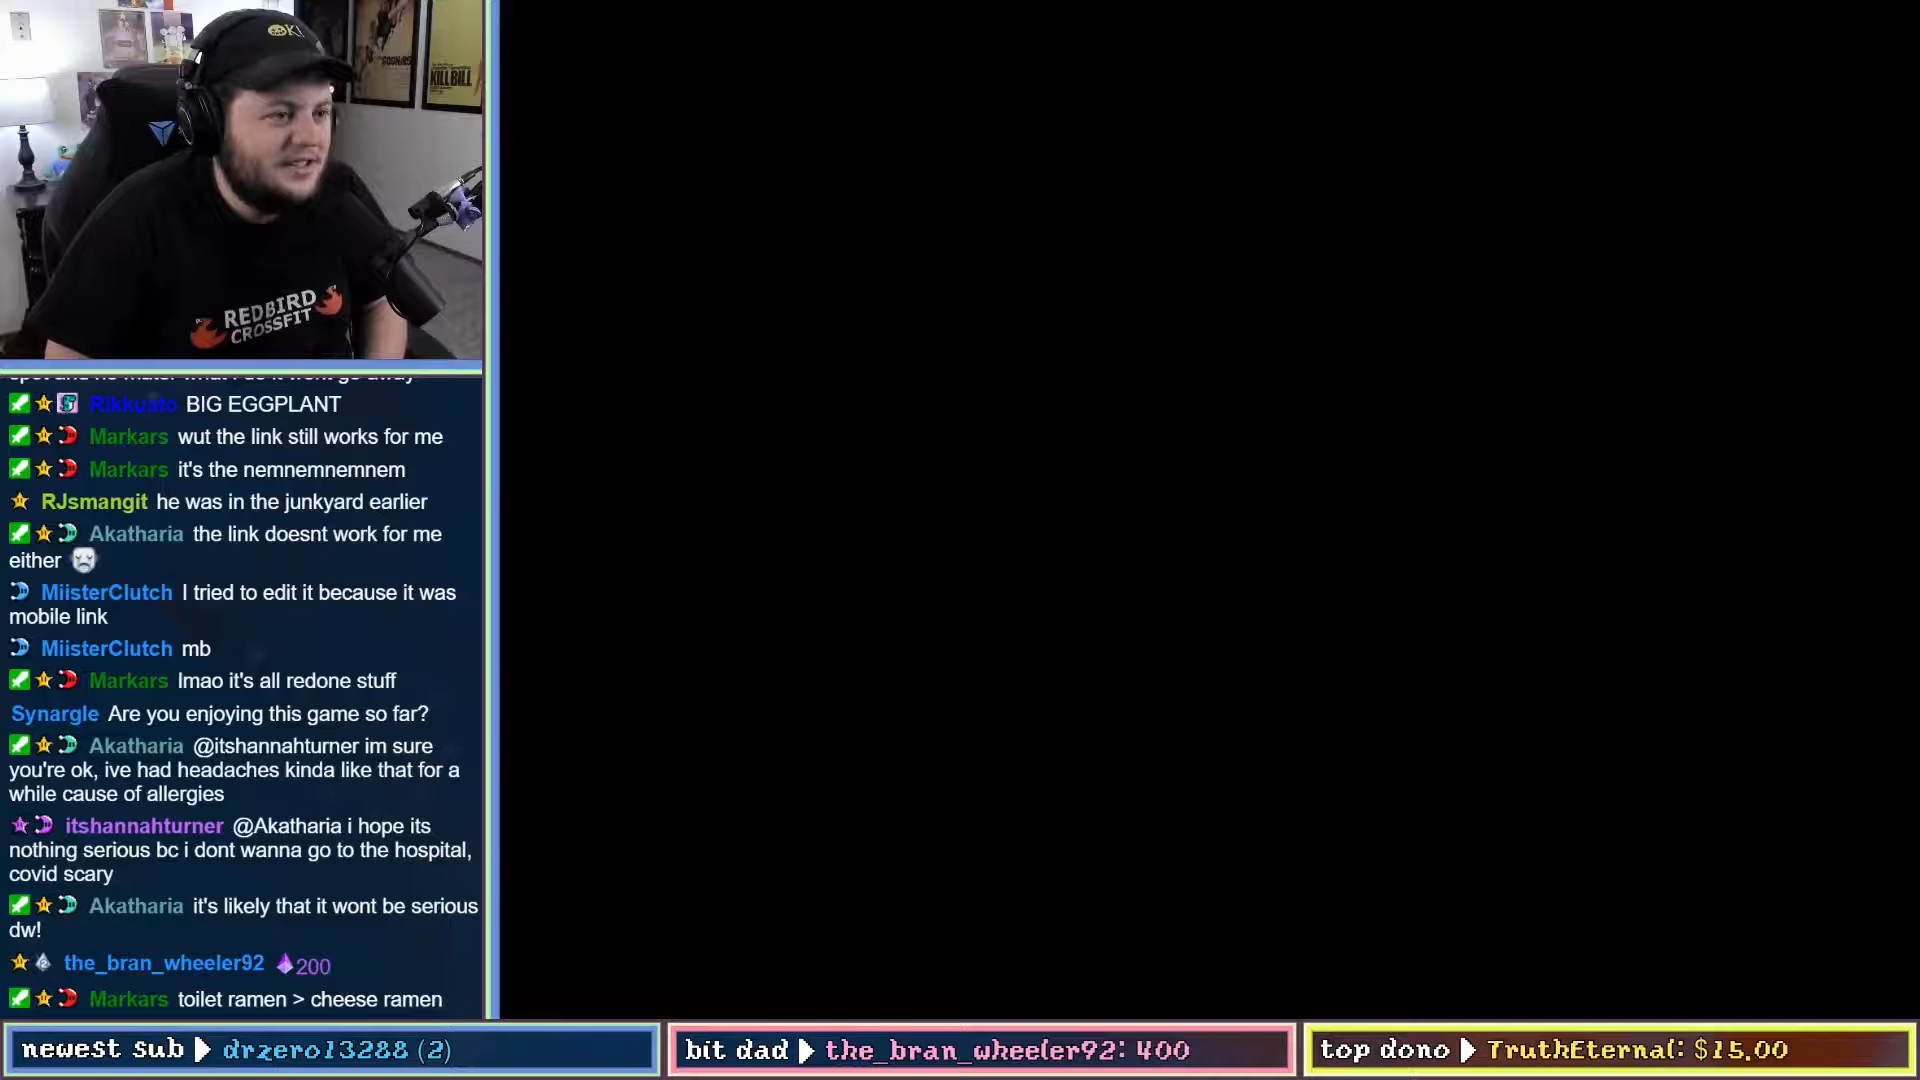 OK!
KILL BILL
REDBIRD
CROSSFIT
Rikkuato BIG EGGPLANT
Markars wut the link still works for me
Markars it's the nemnemnemnem
RJsmangit he was in the junkyard earlier
Akatharia the link doesnt work for me
either
MiisterClutch I tried to edit it because it was
mobile link
MiisterClutch mb
Markars lmao it's all redone stuff
Synargle Are you enjoying this game so far?
Akatharia @itshannahturner im sure
you're ok, ive had headaches kinda like that for a
while cause of allergies
itshannahturner @Akatharia i hope its
nothing serious bc i dont wanna go to the hospital,
covid scary
Akatharia it's likely that it wont be serious
dw!
the_bran_wheeler92 200
Markars toilet ramen > cheese ramen
newest sub drzero13288 (2)
bit dad the_bran_wheeler92: 400
top dono TruthEternal: $15.00